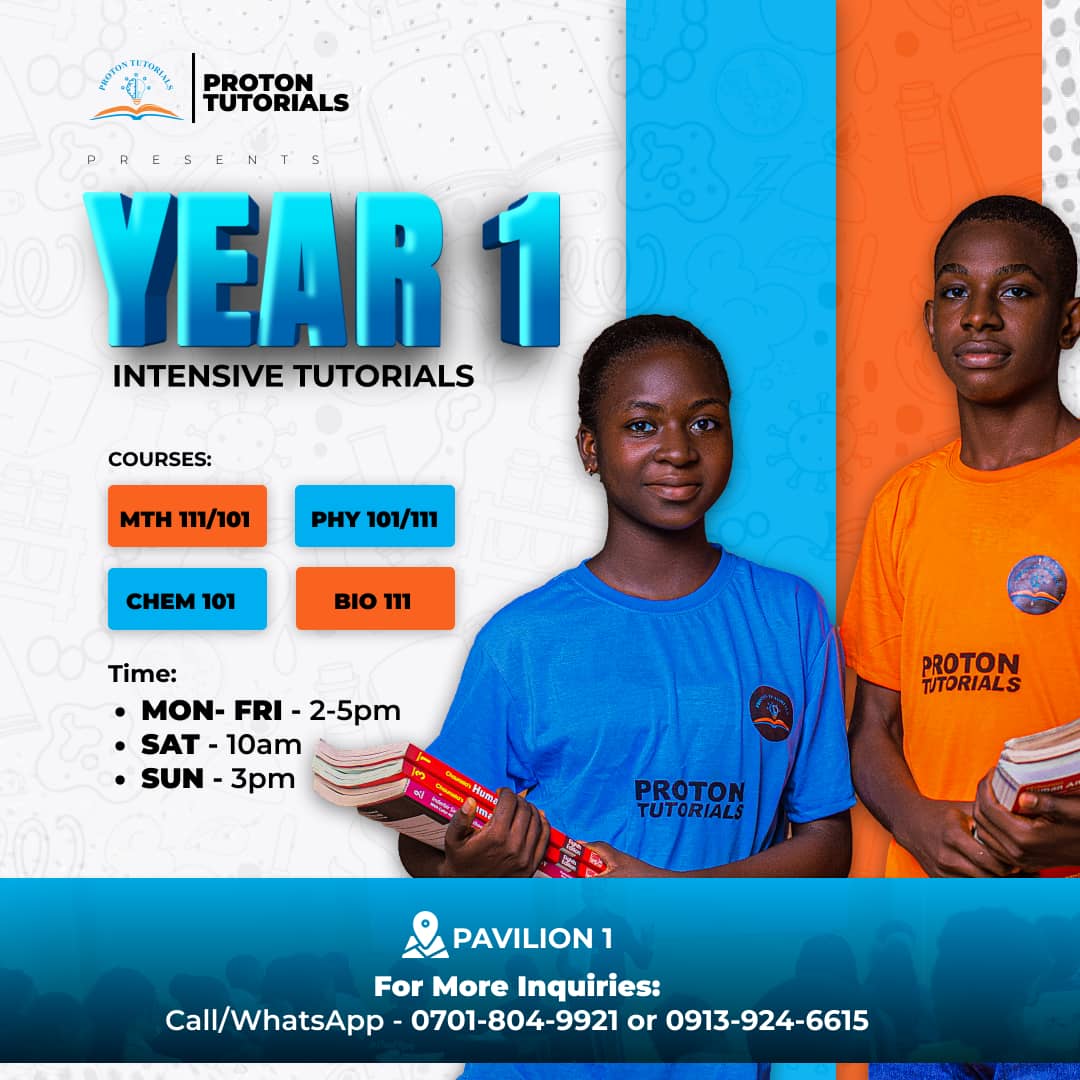 PROTON TUTORIALS
PROTON
TUTORIALS
PRESENTS
YEAR 1
INTENSIVE TUTORIALS
COURSES:
MTH 111/101
PHY 101/111
CHEM 101
BIO 111
Time:
• MON- FRI - 2-5pm
• SAT - 10am
• SUN - 3pm
PROTON
TUTORIALS
PROTON TUTORIALS
PROTON
TUTORIALS
PAVILION 1
For More Inquiries:
Call/WhatsApp - 0701-804-9921 or 0913-924-6615